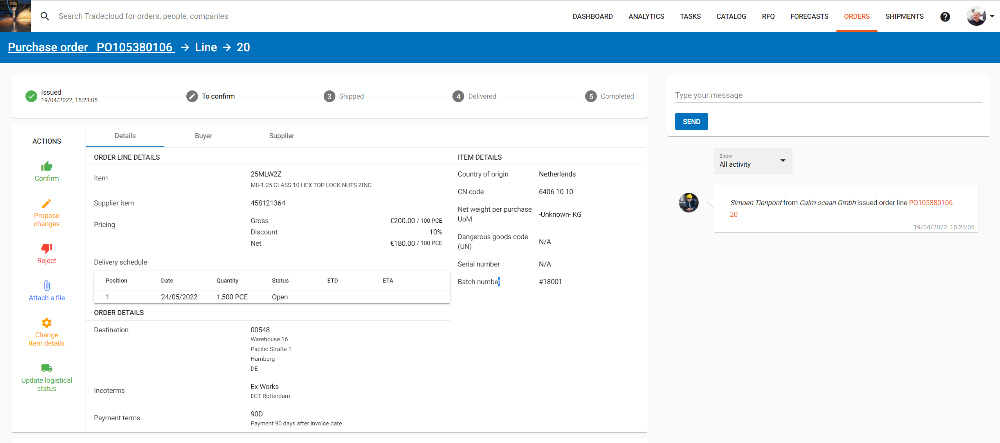 Search Tradecloud for orders, people, companies
DASHBOARD ANALYTICS TASKS CATALOG RFQ FORECASTS ORDERS SHIPMENTS ?
Purchase order PO105380106 → Line → 20
Issued
19/04/2022, 15:23:05
To confirm
3 Shipped
4 Delivered
5 Completed
ACTIONS
Confirm
Propose
changes
Reject
Attach a file
Change
item details
Update logistical
status
Details Buyer Supplier
ORDER LINE DETAILS
Item
25MLW2Z
M8-1.25 CLASS 10 HEX TOP LOCK NUTS ZINC
Supplier item 458121364
Pricing
Gross €200.00 / 100 PCE
Discount 10%
Net €180.00 / 100 PCE
Delivery schedule
Position Date Quantity Status ETD ETA
1 24/05/2022 1,500 PCE Open
ORDER DETAILS
Destination 00548
Warehouse 16
Pacific Straße 1
Hamburg
DE
Incoterms
Ex Works
ECT Rotterdam
Payment terms
90D
Payment 90 days after invoice date
ITEM DETAILS
Country of origin Netherlands
CN code 6406 10 10
Net weight per purchase
UoM
-Unknown- KG
Dangerous goods code
(UN)
N/A
Serial number N/A
Batch number #18001
Type your message
SEND
Show
All activity
Simoen Tienpont from Calm ocean Gmbh issued order line PO105380106 -
20
19/04/2022, 15:23:05